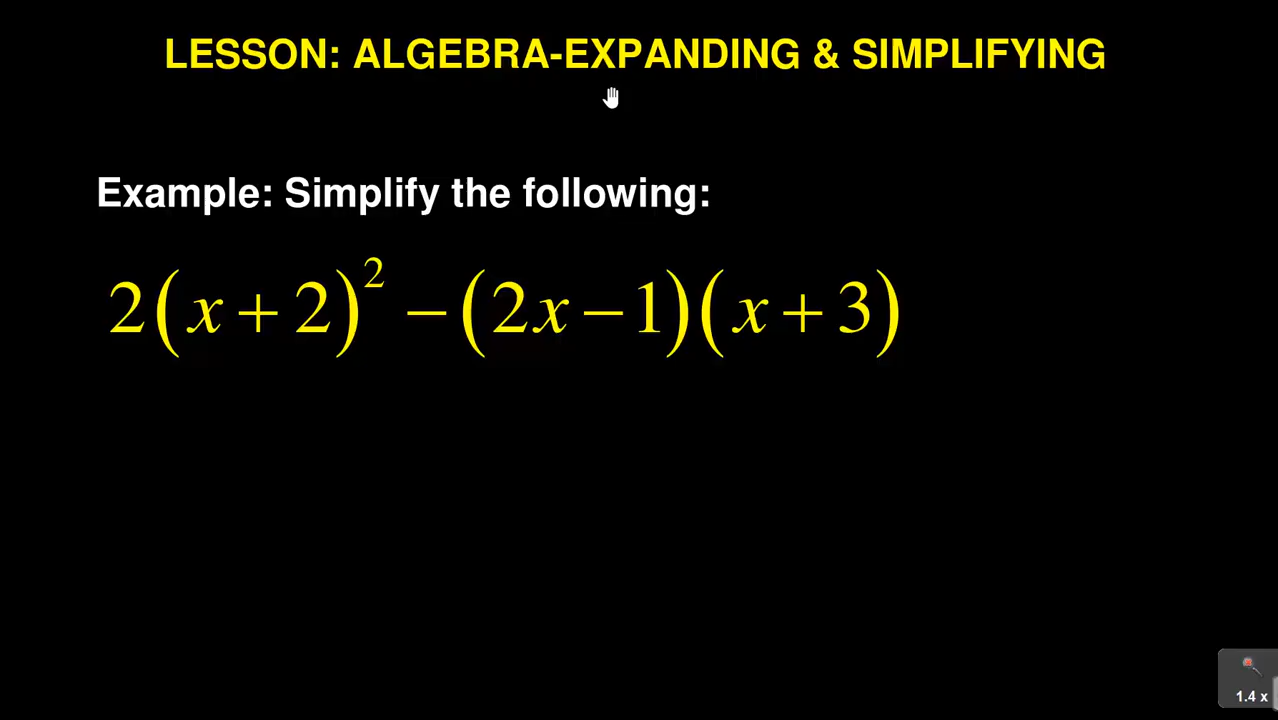 LESSON: ALGEBRA-EXPANDING & SIMPLIFYING
Example: Simplify the following:
2(x+2)² −(2x−1)(x+3)
1.4 x